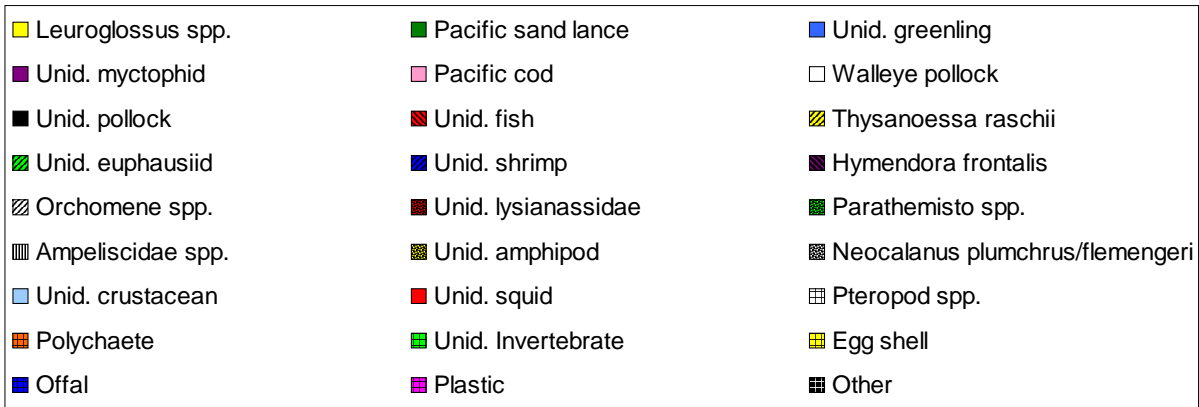 Leuroglossus spp. Pacific sand lance Unid. greenling
Unid. myctophid Pacific cod Walleye pollock
Unid. pollock Unid. fish Thysanoessa raschii
Unid. euphausiid Unid. shrimp Hymendora frontalis
Orchomene spp. Unid. lysianassidae Parathemisto spp.
Ampeliscidae spp. Unid. amphipod Neocalanus plumchrus/flemengeri
Unid. crustacean Unid. squid Pteropod spp.
Polychaete Unid. Invertebrate Egg shell
Offal Plastic Other